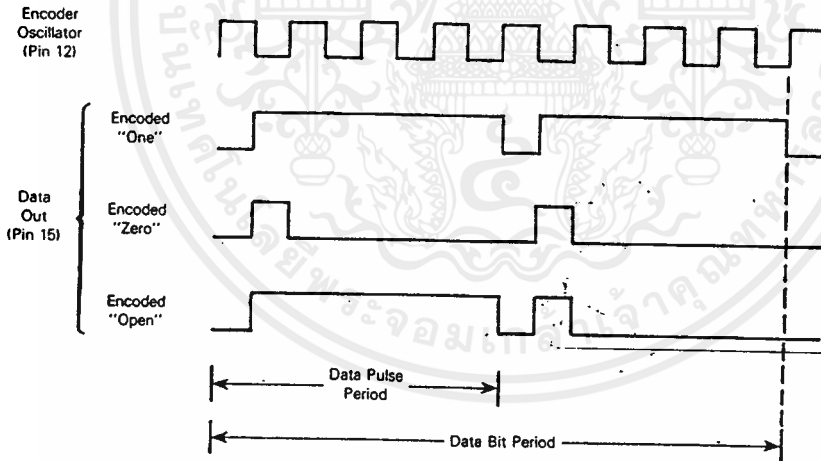 Encoder
Oscillator
(Pin 12)
Encoded
"One"
Data
Out
(Pin 15)
Encoded
"Zero"
Encoded
"Open"
Data Pulse
Period
Data Bit Period